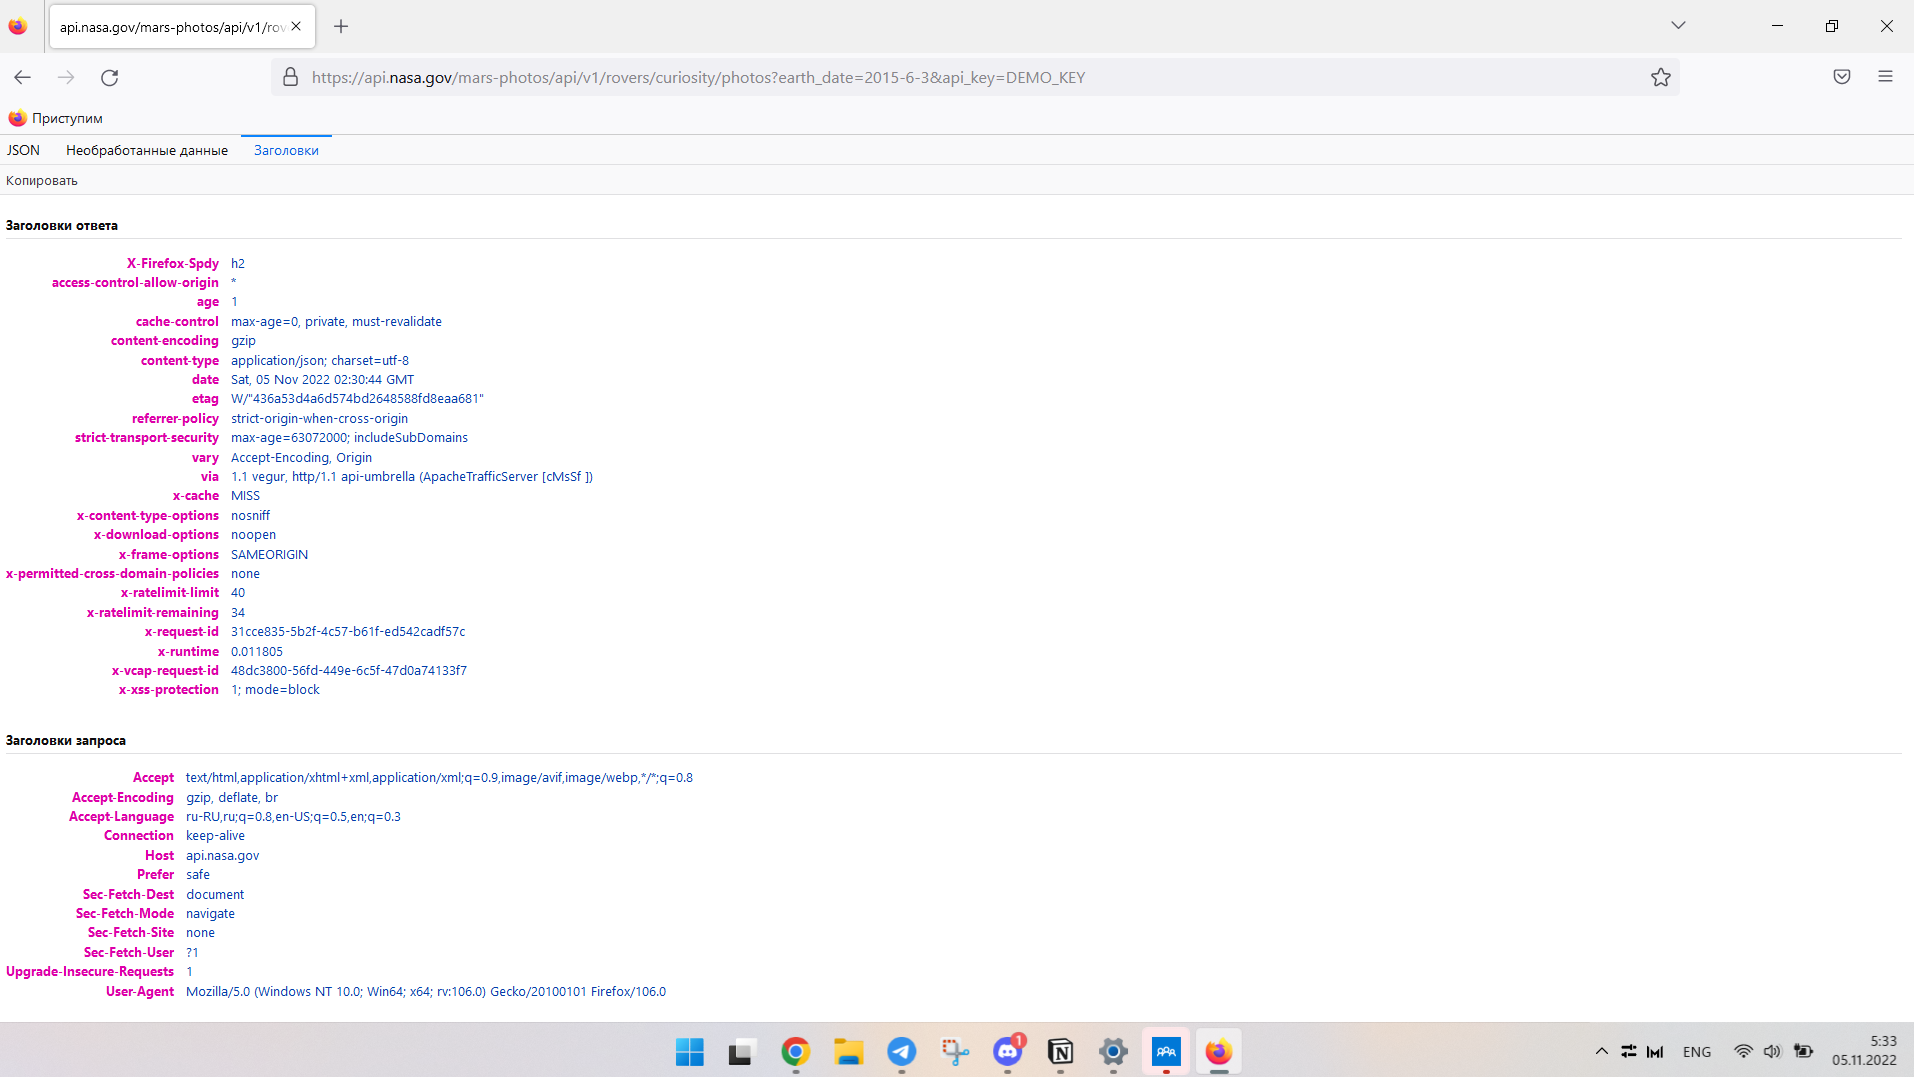 api.nasa.gov/mars-photos/api/v1/rov
https://api.nasa.gov/mars-photos/api/v1/rovers/curiosity/photos?earth_date=2015-6-3&api_key=DEMO_KEY
Приступим
JSON Необработанные данные Заголовки
Копировать
Заголовки ответа
X-Firefox-Spdy h2
access-control-allow-origin *
age 1
cache-control max-age=0, private, must-revalidate
content-encoding gzip
content-type application/json; charset=utf-8
date Sat, 05 Nov 2022 02:30:44 GMT
etag W/"436a53d4a6d574bd2648588fd8eaa681"
referrer-policy strict-origin-when-cross-origin
strict-transport-security max-age=63072000; includeSubDomains
vary Accept-Encoding, Origin
via 1.1 vegur, http/1.1 api-umbrella (ApacheTrafficServer [cMsSf ])
x-cache MISS
x-content-type-options nosniff
x-download-options noopen
x-frame-options SAMEORIGIN
x-permitted-cross-domain-policies none
x-ratelimit-limit 40
x-ratelimit-remaining 34
x-request-id 31cce835-5b2f-4c57-b61f-ed542cadf57c
x-runtime 0.011805
x-vcap-request-id 48dc3800-56fd-449e-6c5f-47d0a74133f7
x-xss-protection 1; mode=block
Заголовки запроса
Accept text/html,application/xhtml+xml,application/xml;q=0.9,image/avif,image/webp,*/*;q=0.8
Accept-Encoding gzip, deflate, br
Accept-Language ru-RU,ru;q=0.8,en-US;q=0.5,en;q=0.3
Connection keep-alive
Host api.nasa.gov
Prefer safe
Sec-Fetch-Dest document
Sec-Fetch-Mode navigate
Sec-Fetch-Site none
Sec-Fetch-User ?1
Upgrade-Insecure-Requests 1
User-Agent Mozilla/5.0 (Windows NT 10.0; Win64; x64; rv:106.0) Gecko/20100101 Firefox/106.0
1
ENG
5:33
05.11.2022